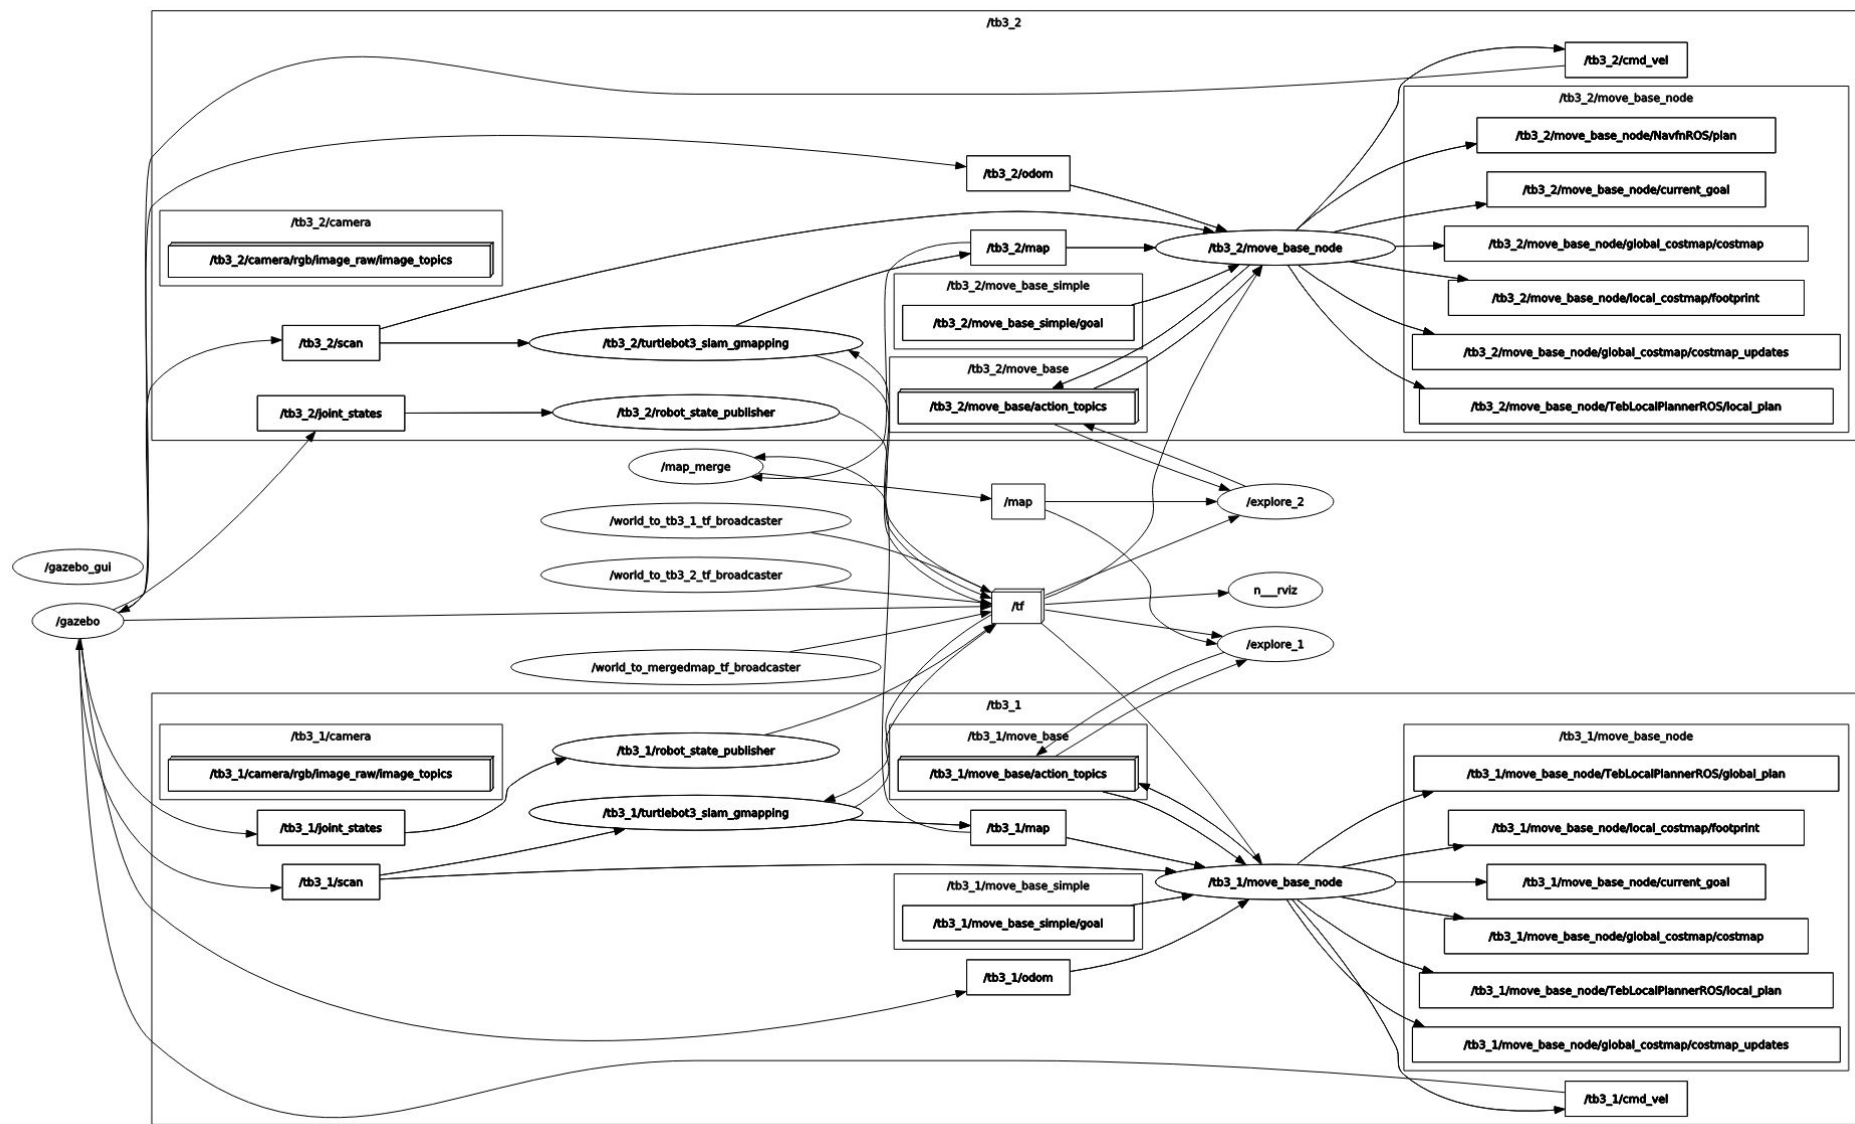 /tb3_2
/tb3_2/cmd_vel
/tb3_2/move_base_node
/tb3_2/move_base_node/NavfnROS/plan
/tb3_2/odom
/tb3_2/move_base_node/current_goal
/tb3_2/camera
/tb3_2/camera/rgb/image_raw/image_topics
/tb3_2/map
/tb3_2/move_base_node
/tb3_2/move_base_node/global_costmap/costmap
/tb3_2/move_base_simple
/tb3_2/move_base_simple/goal
/tb3_2/move_base_node/local_costmap/footprint
/tb3_2/scan
/tb3_2/turtlebot3_slam_gmapping
/tb3_2/move_base_node/global_costmap/costmap_updates
/tb3_2/move_base
/tb3_2/move_base/action_topics
/tb3_2/joint_states
/tb3_2/robot_state_publisher
/tb3_2/move_base_node/TebLocalPlannerROS/local_plan
/map_merge
/map
/explore_2
/world_to_tb3_1_tf_broadcaster
/gazebo_gui
/world_to_tb3_2_tf_broadcaster
n___rviz
/tf
/gazebo
/explore_1
/world_to_mergedmap_tf_broadcaster
/tb3_1
/tb3_1/camera
/tb3_1/camera/rgb/image_raw/image_topics
/tb3_1/robot_state_publisher
/tb3_1/move_base
/tb3_1/move_base/action_topics
/tb3_1/move_base_node
/tb3_1/move_base_node/TebLocalPlannerROS/global_plan
/tb3_1/joint_states
/tb3_1/turtlebot3_slam_gmapping
/tb3_1/map
/tb3_1/move_base_node/local_costmap/footprint
/tb3_1/scan
/tb3_1/move_base_node
/tb3_1/move_base_node/current_goal
/tb3_1/move_base_simple
/tb3_1/move_base_simple/goal
/tb3_1/move_base_node/global_costmap/costmap
/tb3_1/odom
/tb3_1/move_base_node/TebLocalPlannerROS/local_plan
/tb3_1/move_base_node/global_costmap/costmap_updates
/tb3_1/cmd_vel